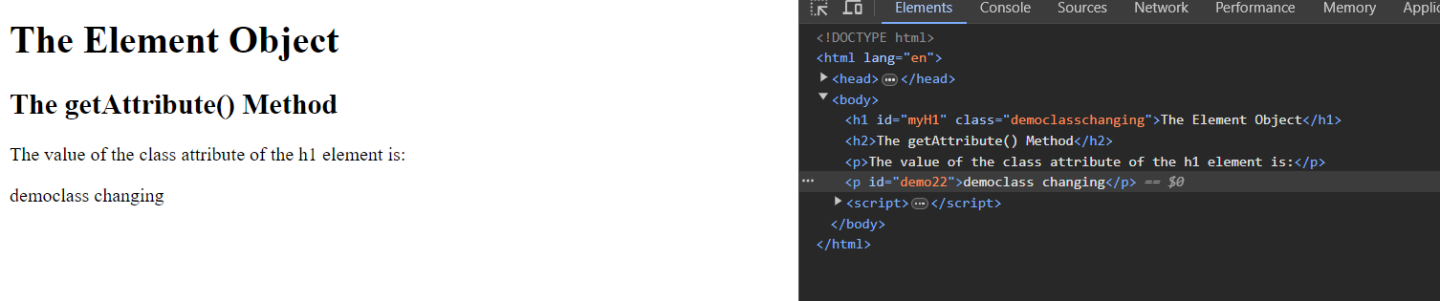 The Element Object
The getAttribute() Method
The value of the class attribute of the h1 element is:
democlass changing
Elements Console Sources Network Performance Memory Applic
<!DOCTYPE html>
<html lang="en">
<head> ••• </head>
<body>
<h1 id="myH1" class="democlasschanging">The Element Object</h1>
<h2>The getAttribute() Method</h2>
<p>The value of the class attribute of the h1 element is:</p>
••• <p id="demo22">democlass changing</p> == $0
<script> ••• </script>
</body>
</html>